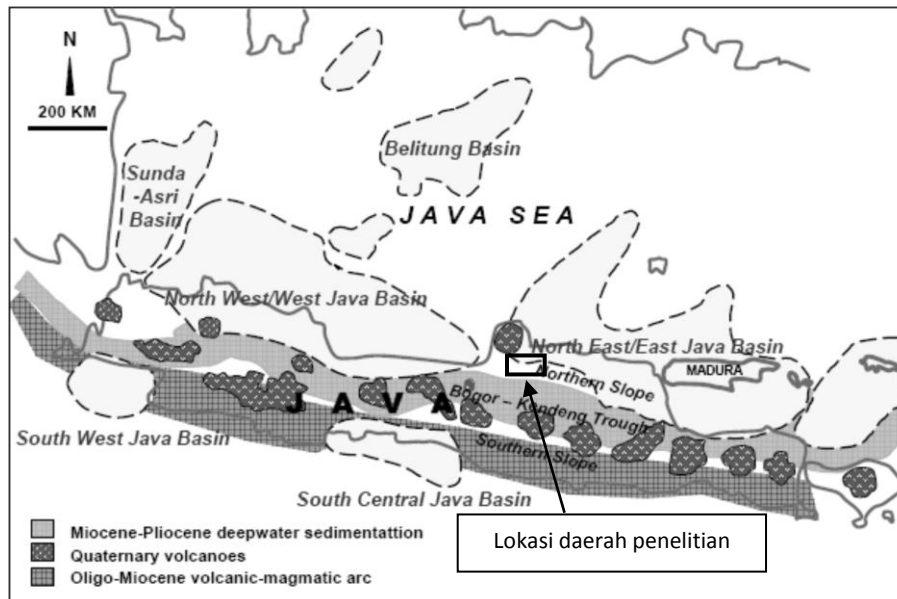 N
200 KM
Belitung Basin
Sunda
-Asri
Basin
JAVA SEA
North West/West Java Basin
North East/East Java Basin
MADURA
Northern Slope
Bogor – Kendeng Trough
JAVA
Southern Slope
South West Java Basin
South Central Java Basin
Miocene-Pliocene deepwater sedimentattion
Quaternary volcanoes
Oligo-Miocene volcanic-magmatic arc
Lokasi daerah penelitian